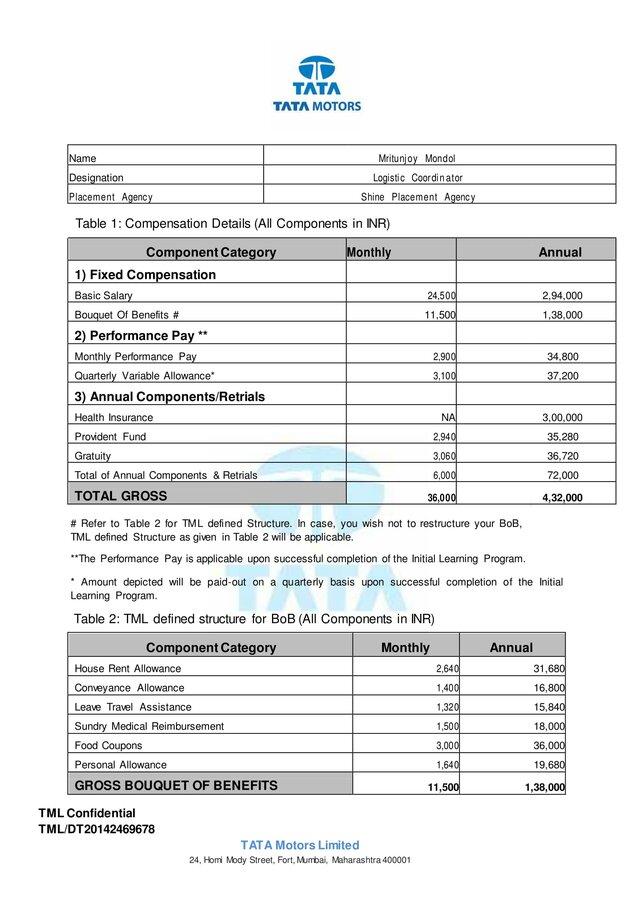 TATA
TATA MOTORS
Name Mritunjoy Mondol
Designation Logistic Coordinator
Placement Agency Shine Placement Agency
Table 1: Compensation Details (All Components in INR)
Component Category Monthly Annual
1) Fixed Compensation
Basic Salary 24,500 2,94,000
Bouquet Of Benefits # 11,500 1,38,000
2) Performance Pay **
Monthly Performance Pay 2,900 34,800
Quarterly Variable Allowance* 3,100 37,200
3) Annual Components/Retrials
Health Insurance NA 3,00,000
Provident Fund 2,940 35,280
Gratuity 3,060 36,720
Total of Annual Components & Retrials 6,000 72,000
TOTAL GROSS 36,000 4,32,000
# Refer to Table 2 for TML defined Structure. In case, you wish not to restructure your BoB,
TML defined Structure as given in Table 2 will be applicable.
**The Performance Pay is applicable upon successful completion of the Initial Learning Program.
* Amount depicted will be paid-out on a quarterly basis upon successful completion of the Initial
Learning Program.
TATA
Table 2: TML defined structure for BoB (All Components in INR)
Component Category Monthly Annual
House Rent Allowance 2,640 31,680
Conveyance Allowance 1,400 16,800
Leave Travel Assistance 1,320 15,840
Sundry Medical Reimbursement 1,500 18,000
Food Coupons 3,000 36,000
Personal Allowance 1,640 19,680
GROSS BOUQUET OF BENEFITS 11,500 1,38,000
TML Confidential
TML/DT20142469678
TATA Motors Limited
24, Homi Mody Street, Fort, Mumbai, Maharashtra 400001